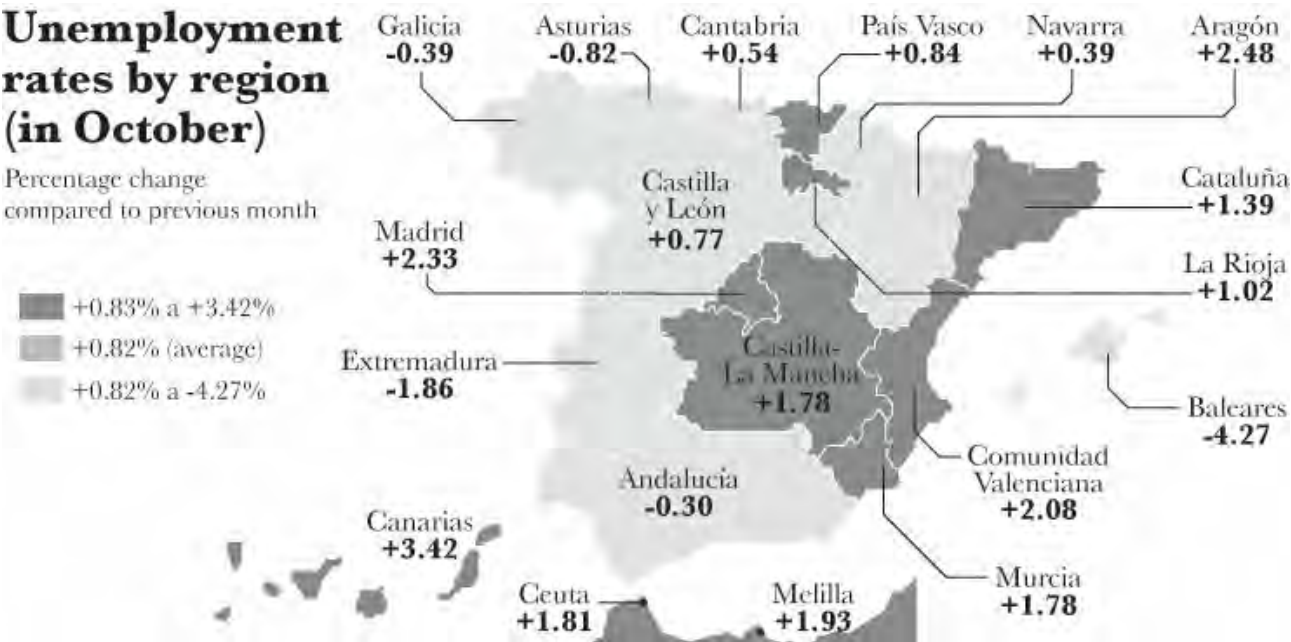 Unemployment
rates by region
(in October)
Percentage change
compared to previous month
+0.83% a +3.42%
+0.82% (average)
+0.82% a -4.27%
Galicia
-0.39
Asturias
-0.82
Cantabria
+0.54
País Vasco
+0.84
Navarra
+0.39
Aragón
+2.48
Cataluña
+1.39
La Rioja
+1.02
Castilla
y León
+0.77
Madrid
+2.33
Extremadura
-1.86
Castilla-
La Mancha
+1.78
Baleares
-4.27
Comunidad
Valenciana
+2.08
Andalucia
-0.30
Canarias
+3.42
Murcia
+1.78
Ceuta
+1.81
Melilla
+1.93